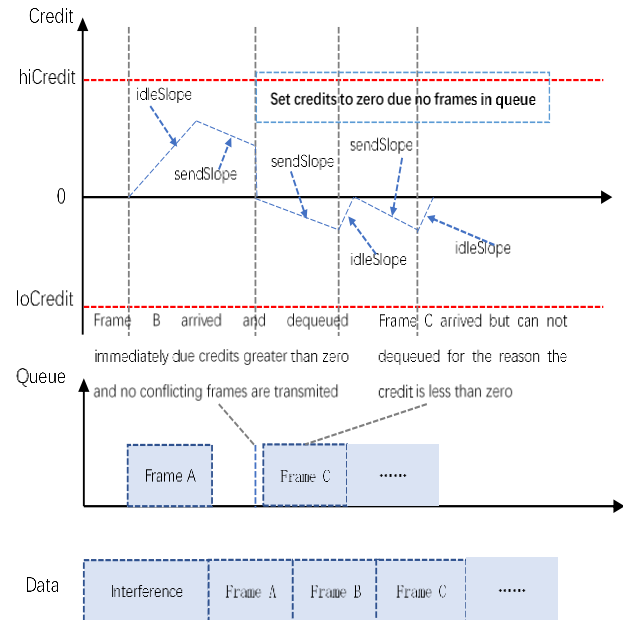 Credit
hiCredit
idleSlope
Set credits to zero due no frames in queue
sendSlope
sendSlope
sendSlope
0
idleSlope
idleSlope
loCredit
Frame B arrived and dequeued
immediately due credits greater than zero
and no conflicting frames are transmited
Frame C arrived but can not
dequeued for the reason the
credit is less than zero
Queue
Frame A
Frame C
......
Data
Interference
Frame A
Frame B
Frame C
......